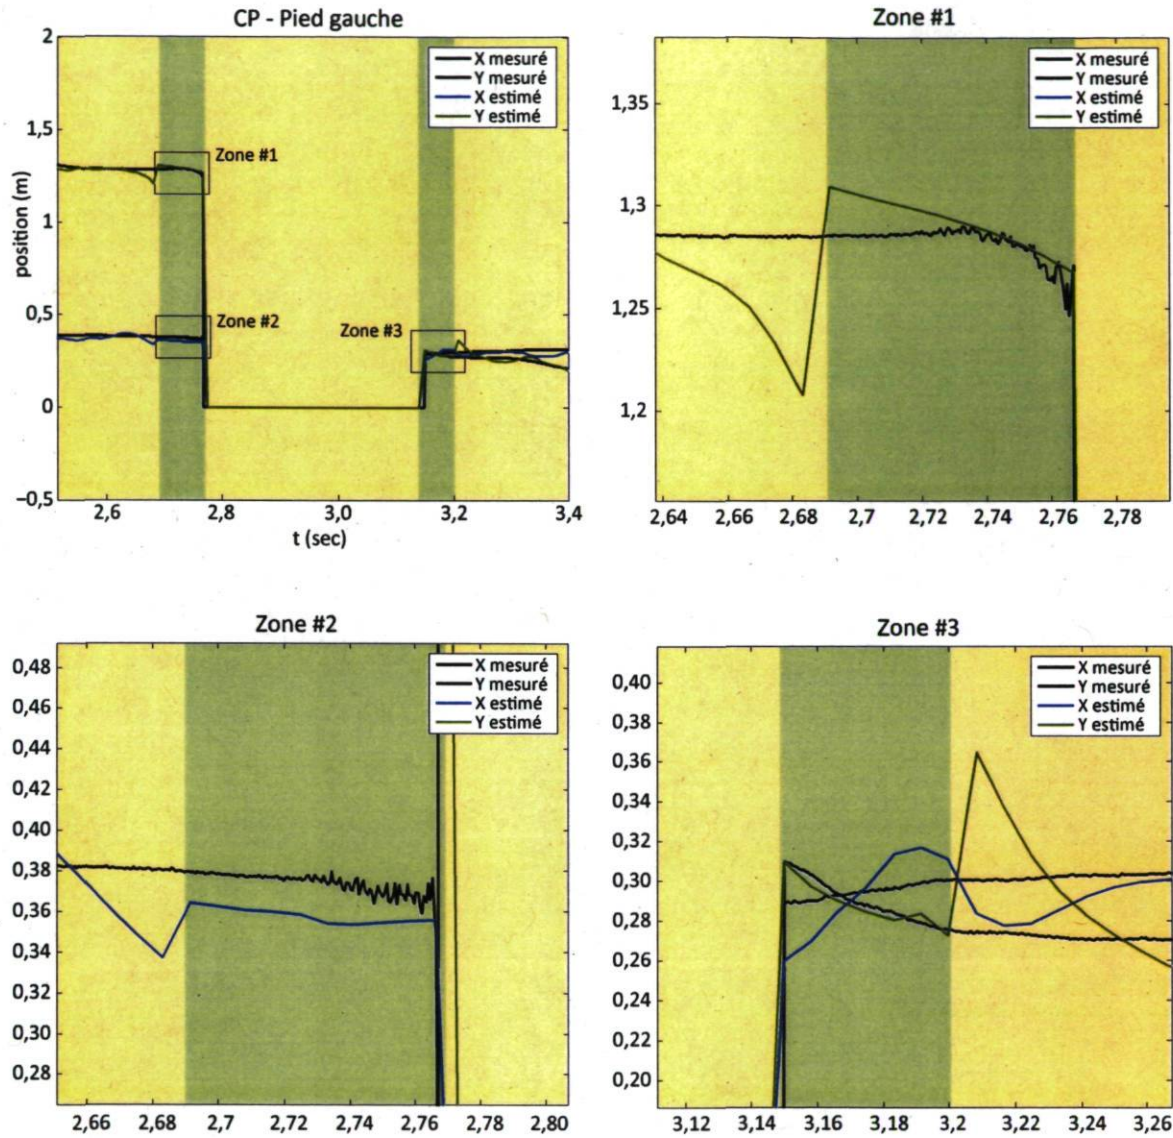 CP - Pied gauche
2
1,5
1
0,5
0
−0,5
position (m)
2,6 2,8 3,0 3,2 3,4
t (sec)
X mesuré
Y mesuré
X estimé
Y estimé
Zone #1
Zone #2
Zone #3
Zone #1
1,35
1,3
1,25
1,2
2,64 2,66 2,68 2,7 2,72 2,74 2,76 2,78
X mesuré
Y mesuré
X estimé
Y estimé
Zone #2
0,48
0,46
0,44
0,42
0,40
0,38
0,36
0,34
0,32
0,30
0,28
2,66 2,68 2,7 2,72 2,74 2,76 2,78 2,80
X mesuré
Y mesuré
X estimé
Y estimé
Zone #3
0,40
0,38
0,36
0,34
0,32
0,30
0,28
0,26
0,24
0,22
0,20
3,12 3,14 3,16 3,18 3,2 3,22 3,24 3,26
X mesuré
Y mesuré
X estimé
Y estimé